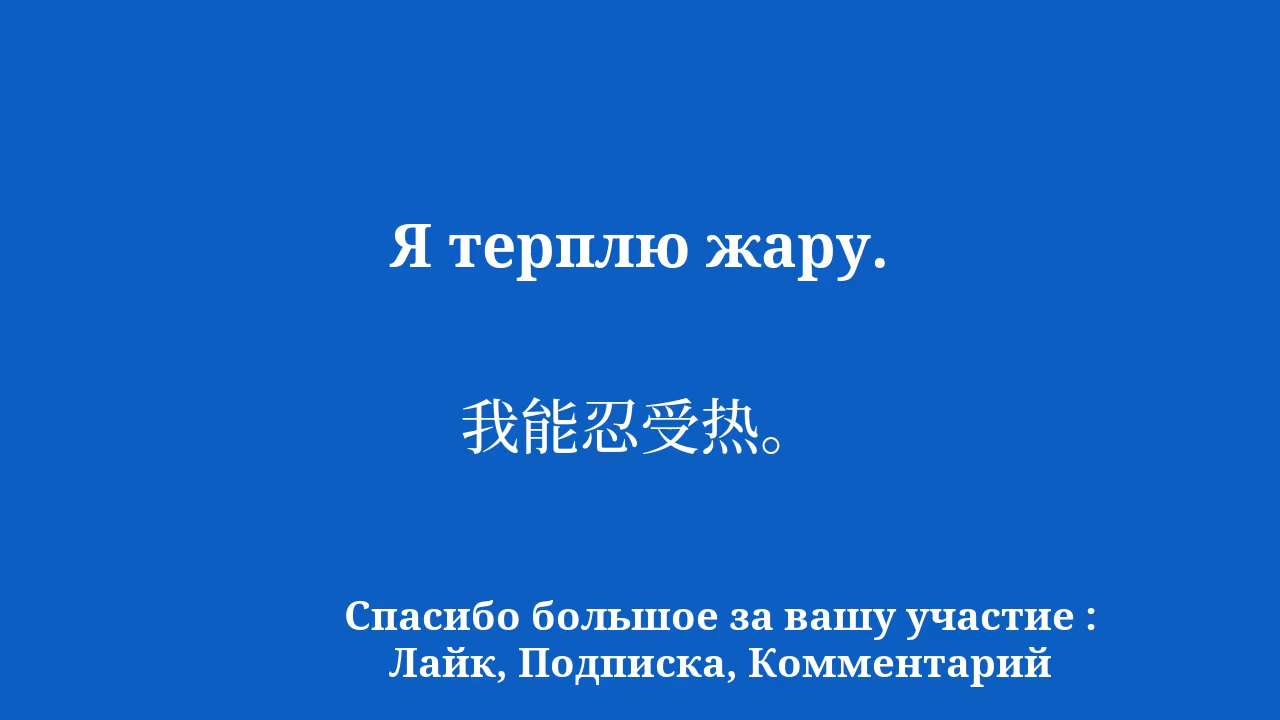 Я терплю жару.
我能忍受热。
Спасибо большое за вашу участие :
Лайк, Подписка, Комментарий